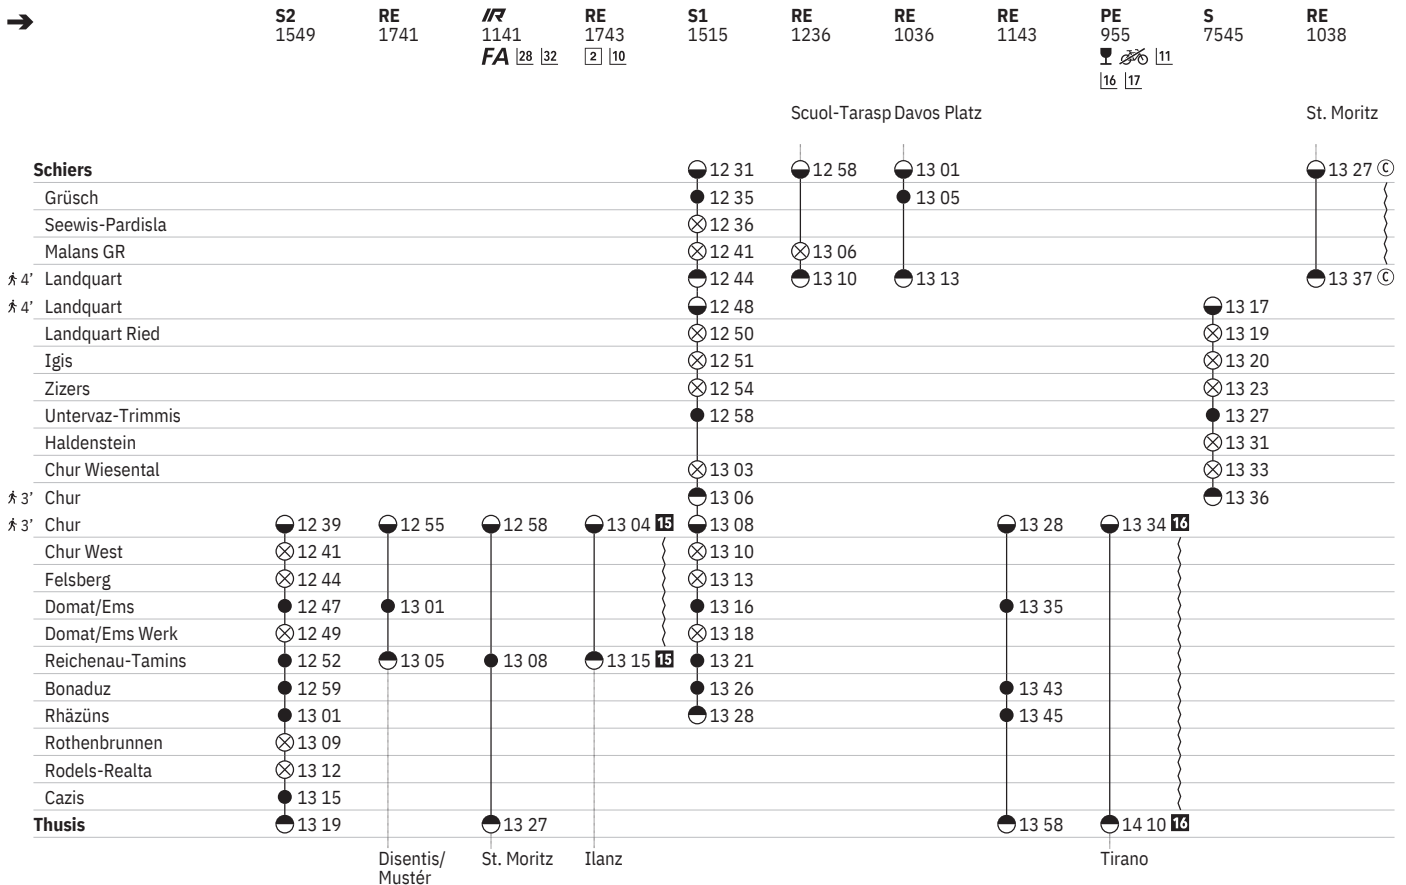 S2 RE IR RE S1 RE RE RE PE S RE
1549 1741 1141 1743 1515 1236 1036 1143 955 7545 1038
FA 28 32 2 10 11
16 17
Scuol-Tarasp Davos Platz St. Moritz
Schiers 12 31 12 58 13 01 13 27 C
Grüsch 12 35 13 05
Seewis-Pardisla 12 36
Malans GR 12 41 13 06
4’ Landquart 12 44 13 10 13 13 13 37 C
4’ Landquart 12 48 13 17
Landquart Ried 12 50 13 19
Igis 12 51 13 20
Zizers 12 54 13 23
Untervaz-Trimmis 12 58 13 27
Haldenstein 13 31
Chur Wiesental 13 03 13 33
3’ Chur 13 06 13 36
3’ Chur 12 39 12 55 12 58 13 04 15 13 08 13 28 13 34 16
Chur West 12 41 13 10
Felsberg 12 44 13 13
Domat/Ems 12 47 13 01 13 16 13 35
Domat/Ems Werk 12 49 13 18
Reichenau-Tamins 12 52 13 05 13 08 13 15 15 13 21
Bonaduz 12 59 13 26 13 43
Rhäzüns 13 01 13 28 13 45
Rothenbrunnen 13 09
Rodels-Realta 13 12
Cazis 13 15
Thusis 13 19 13 27 13 58 14 10 16
Disentis/ St. Moritz Ilanz Tirano
Mustér